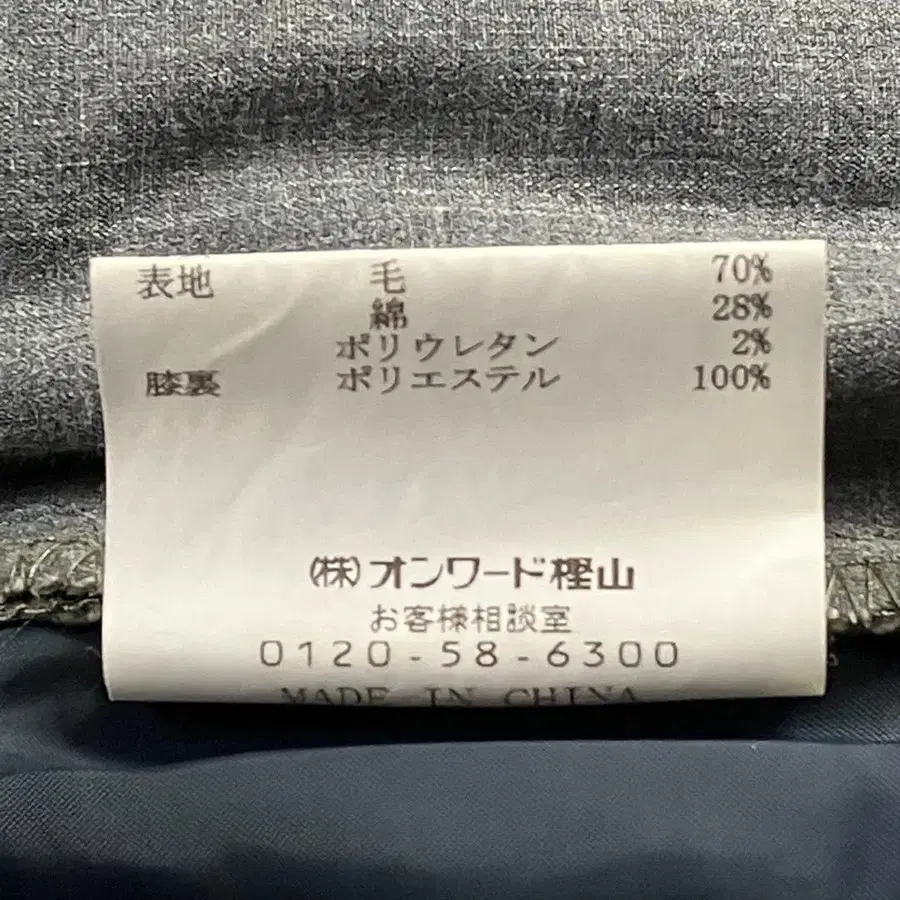 表地 毛 70%
綿 28%
ポリウレタン 2%
膝裏 ポリエステル 100%
(株)オンワード樫山
お客様相談室
0120-58-6300
MADE IN CHINA